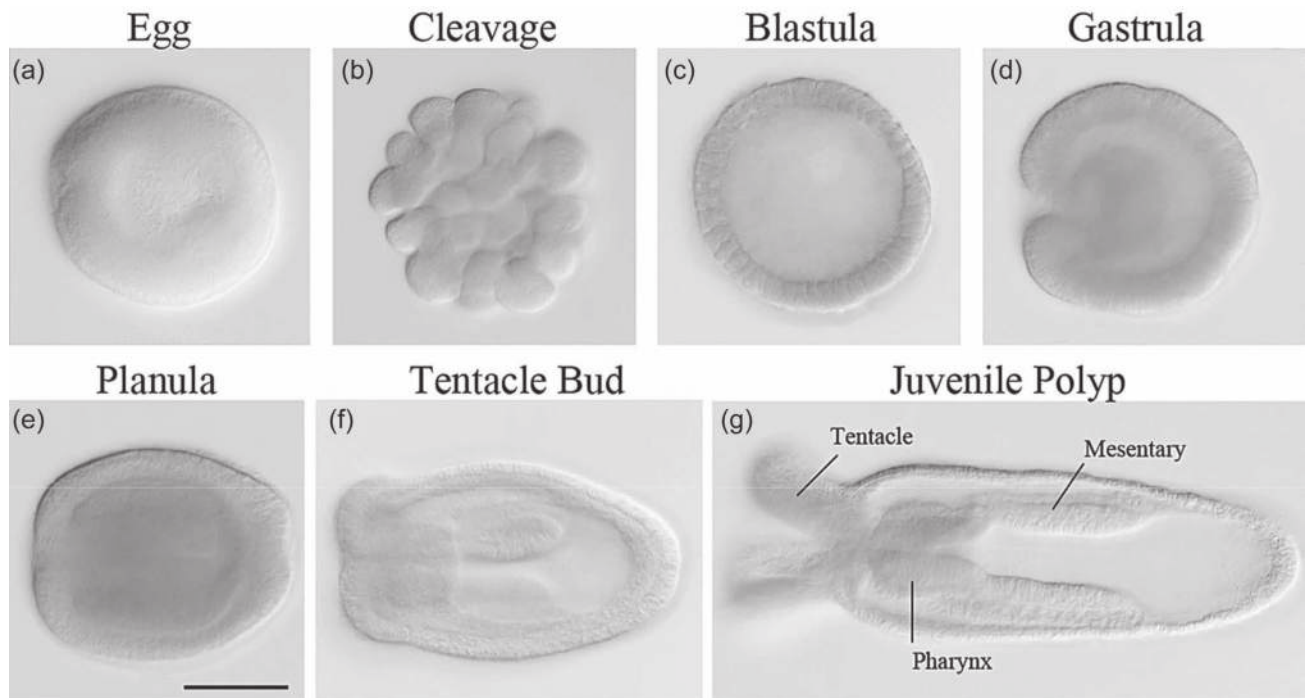 Egg Cleavage Blastula Gastrula
(a) (b) (c) (d)
Planula Tentacle Bud Juvenile Polyp
(e) (f) (g)
Tentacle
Mesentary
Pharynx